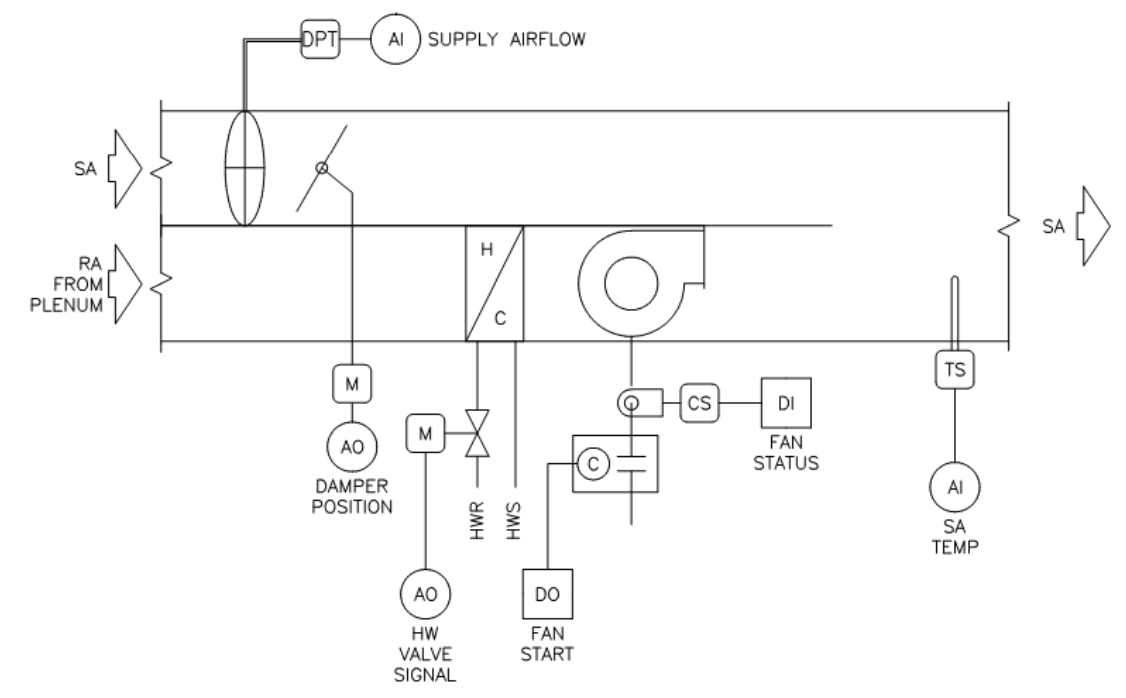 DPT
AI
SUPPLY AIRFLOW
SA
SA
RA
FROM
PLENUM
H
C
M
AO
DAMPER
POSITION
M
HWR
HWS
AO
HW
VALVE
SIGNAL
CS
DI
FAN
STATUS
C
DO
FAN
START
TS
AI
SA
TEMP